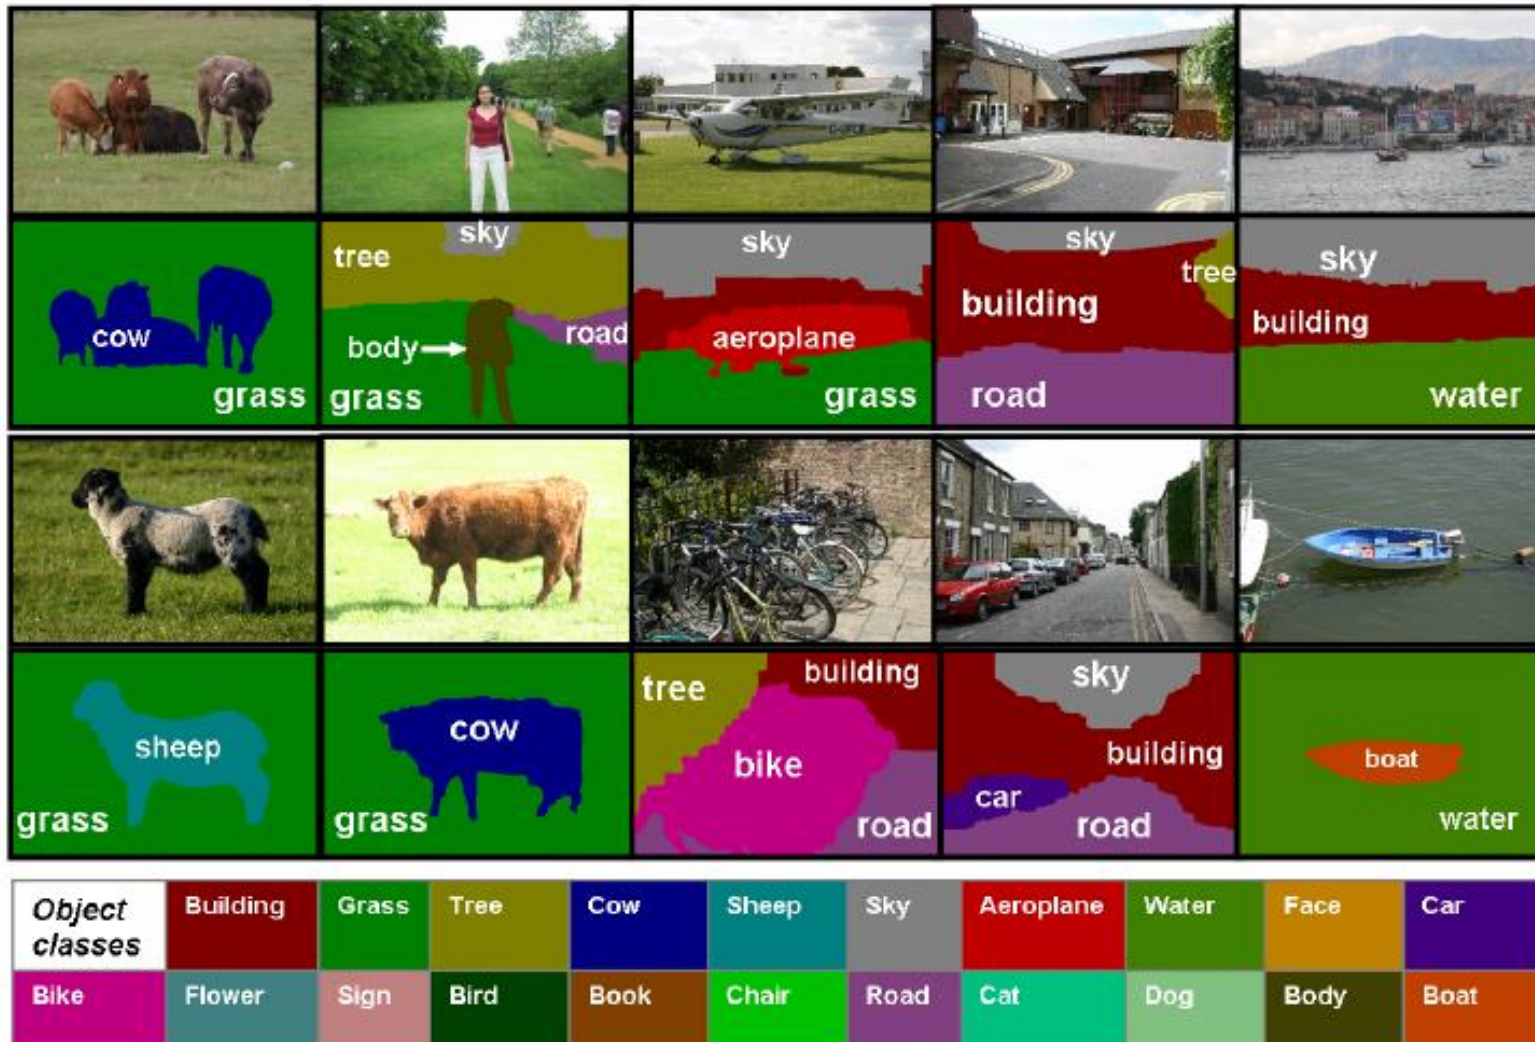 sky
tree
body
road
grass
cow
grass
sky
aeroplane
grass
sky
tree
building
road
sky
building
water
sheep
grass
cow
grass
tree
building
bike
road
sky
building
car
road
boat
water
Object classes
Building
Grass
Tree
Cow
Sheep
Sky
Aeroplane
Water
Face
Car
Bike
Flower
Sign
Bird
Book
Chair
Road
Cat
Dog
Body
Boat